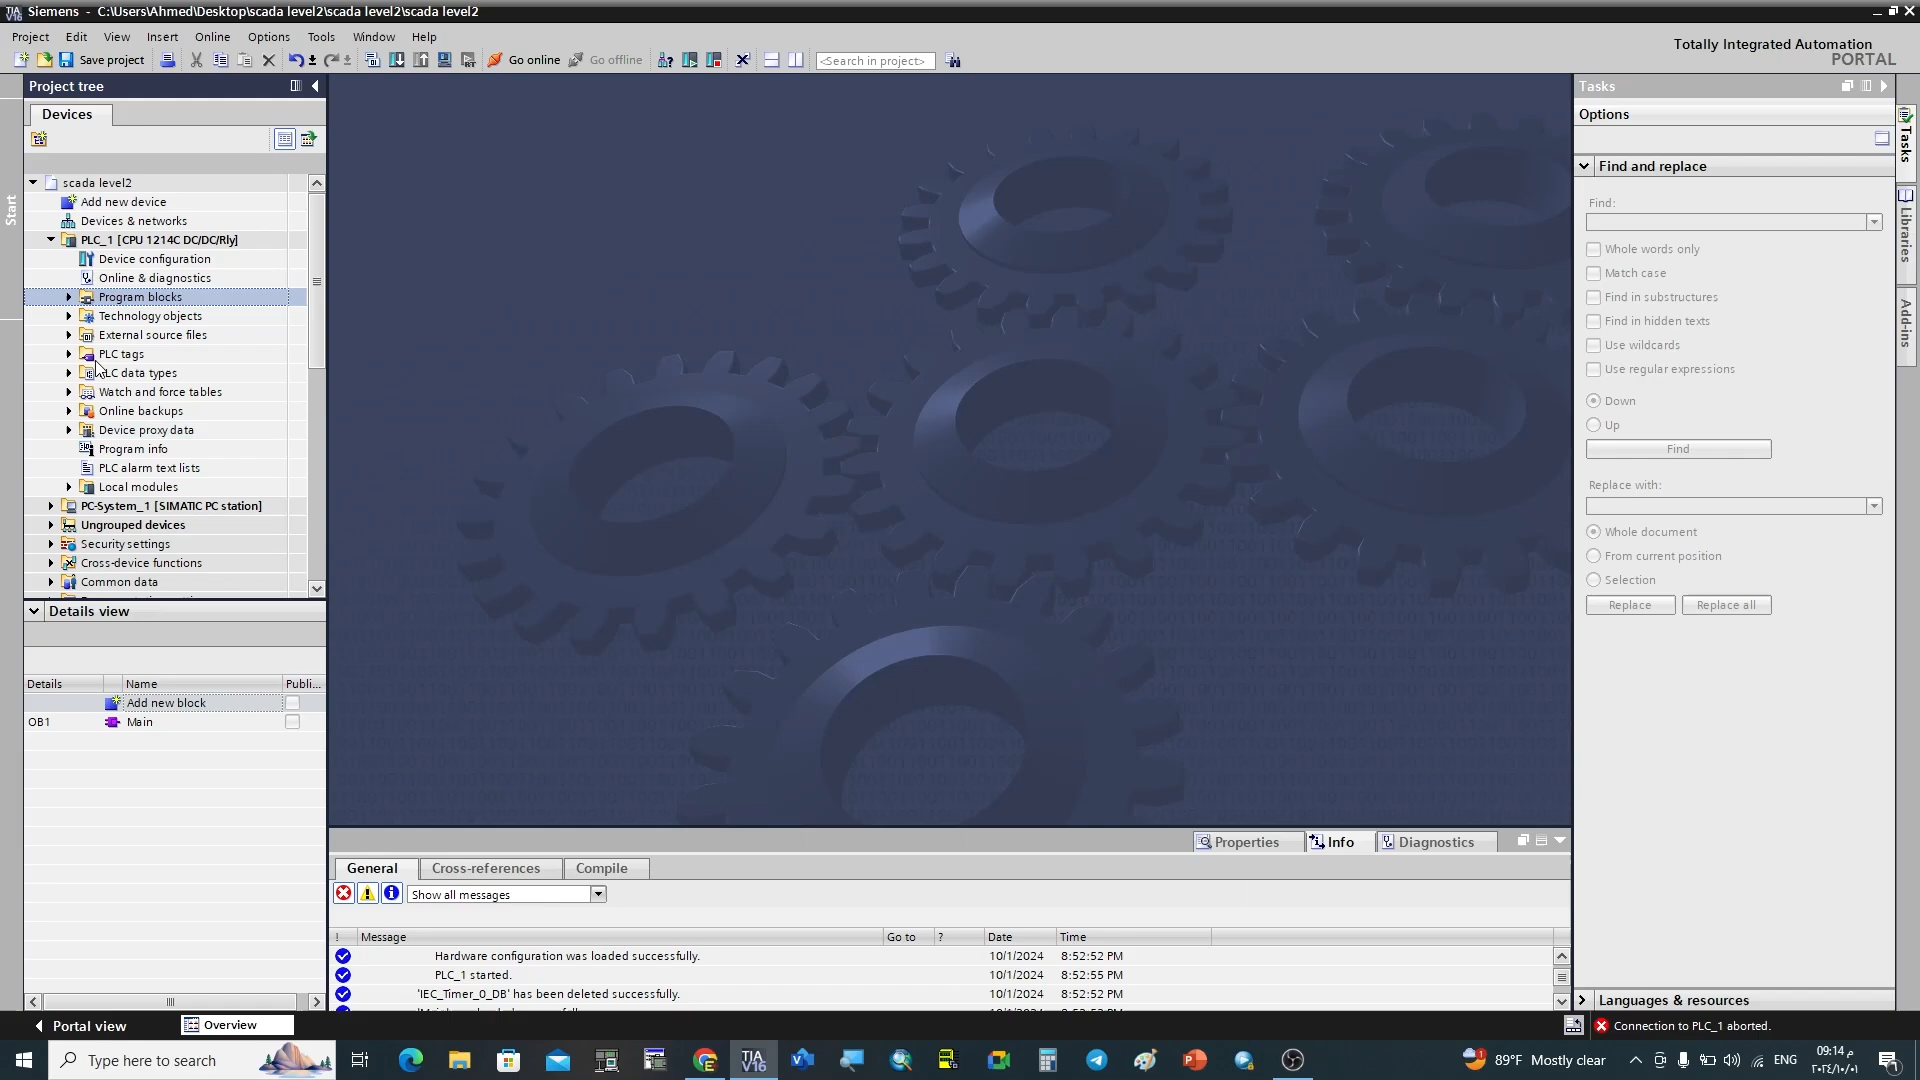 Siemens - C:\Users\Ahmed\Desktop\scada level2\scada level2\scada level2
Project Edit View Insert Online Options Tools Window Help
Totally Integrated Automation
PORTAL
Save project
Go online
Go offline
<Search in project>
Project tree
Devices
Start
scada level2
Add new device
Devices & networks
PLC_1 [CPU 1214C DC/DC/Rly]
Device configuration
Online & diagnostics
Program blocks
Technology objects
External source files
PLC tags
PLC data types
Watch and force tables
Online backups
Device proxy data
Program info
PLC alarm text lists
Local modules
PC-System_1 [SIMATIC PC station]
Ungrouped devices
Security settings
Cross-device functions
Common data
Details view
Details Name Publi...
Add new block
OB1 Main
Properties Info Diagnostics
General Cross-references Compile
Show all messages
! Message Go to ? Date Time
Hardware configuration was loaded successfully. 10/1/2024 8:52:52 PM
PLC_1 started. 10/1/2024 8:52:55 PM
'IEC_Timer_0_DB' has been deleted successfully. 10/1/2024 8:52:52 PM
Tasks
Options
Find and replace
Find:
Whole words only
Match case
Find in substructures
Find in hidden texts
Use wildcards
Use regular expressions
Down
Up
Find
Replace with:
Whole document
From current position
Selection
Replace Replace all
Languages & resources
Tasks
Libraries
Add-ins
Portal view
Overview
Connection to PLC_1 aborted.
Type here to search
TIA
V16
89°F Mostly clear
ENG
09:14 م
٢٠٢٤/١٠/٠١
1